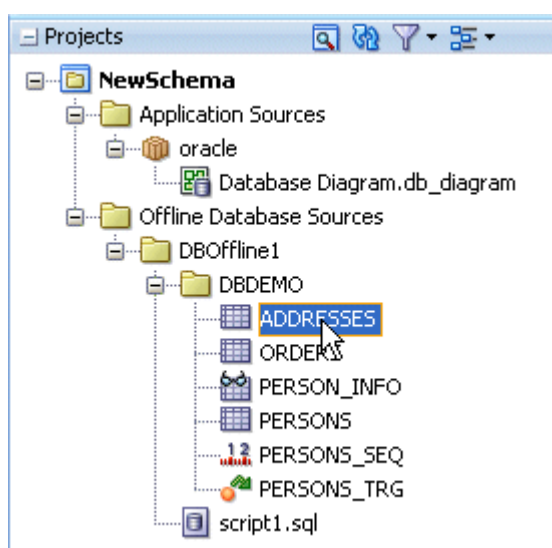 Projects
NewSchema
Application Sources
oracle
Database Diagram.db_diagram
Offline Database Sources
DBOffline1
DBDEMO
ADDRESSES
ORDERS
PERSON_INFO
PERSONS
PERSONS_SEQ
PERSONS_TRG
script1.sql